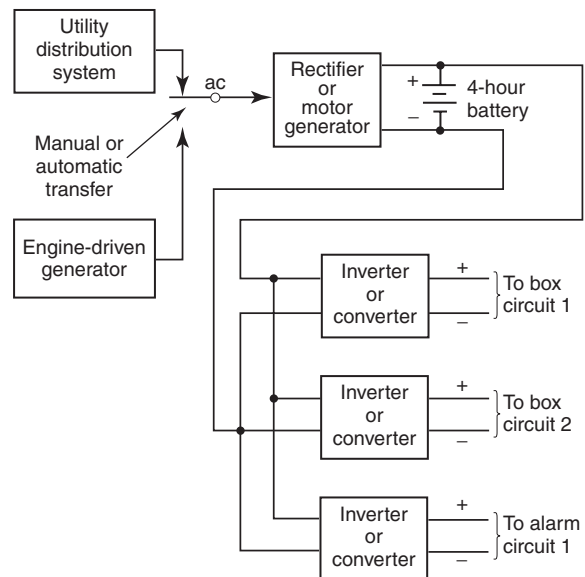 Utility
distribution
system
ac
Rectifier
or
motor
generator
+
–
4-hour
battery
Manual or
automatic
transfer
Engine-driven
generator
Inverter
or
converter
+
–
To box
circuit 1
Inverter
or
converter
+
–
To box
circuit 2
Inverter
or
converter
+
–
To alarm
circuit 1